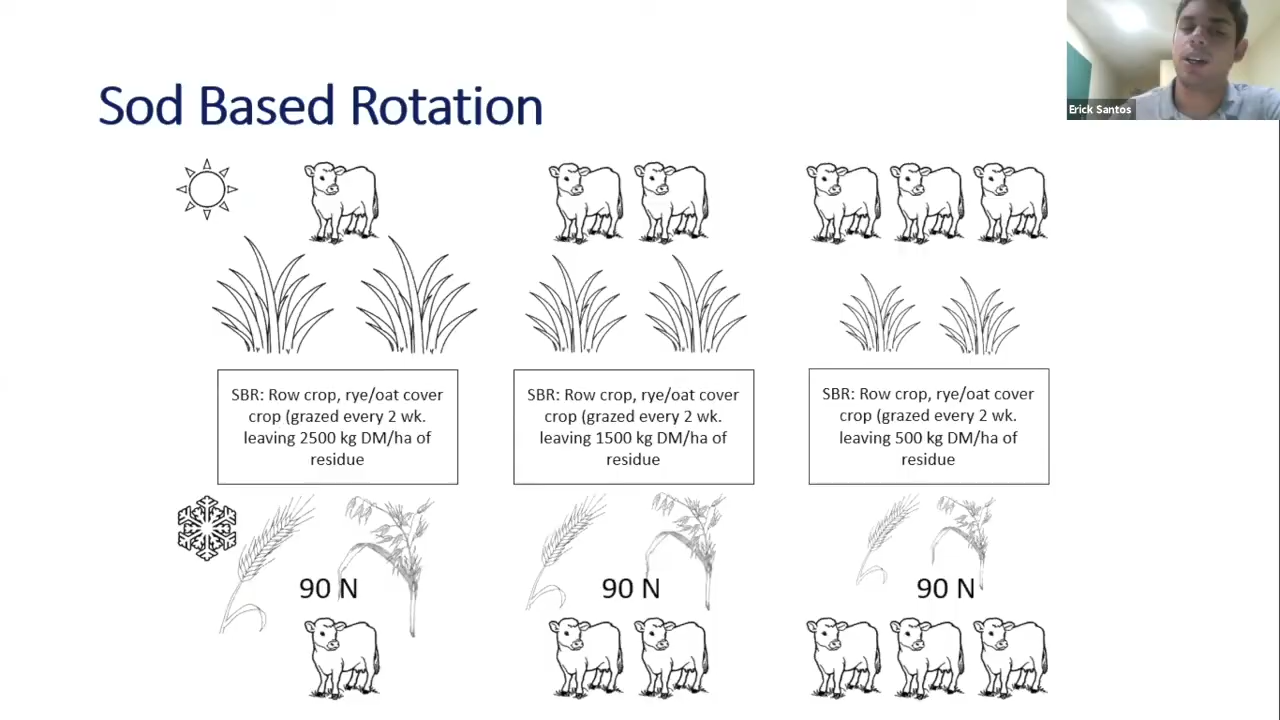 Sod Based Rotation
Erick Santos
SBR: Row crop, rye/oat cover
crop (grazed every 2 wk.
leaving 2500 kg DM/ha of
residue
SBR: Row crop, rye/oat cover
crop (grazed every 2 wk.
leaving 1500 kg DM/ha of
residue
SBR: Row crop, rye/oat cover
crop (grazed every 2 wk.
leaving 500 kg DM/ha of
residue
90 N
90 N
90 N